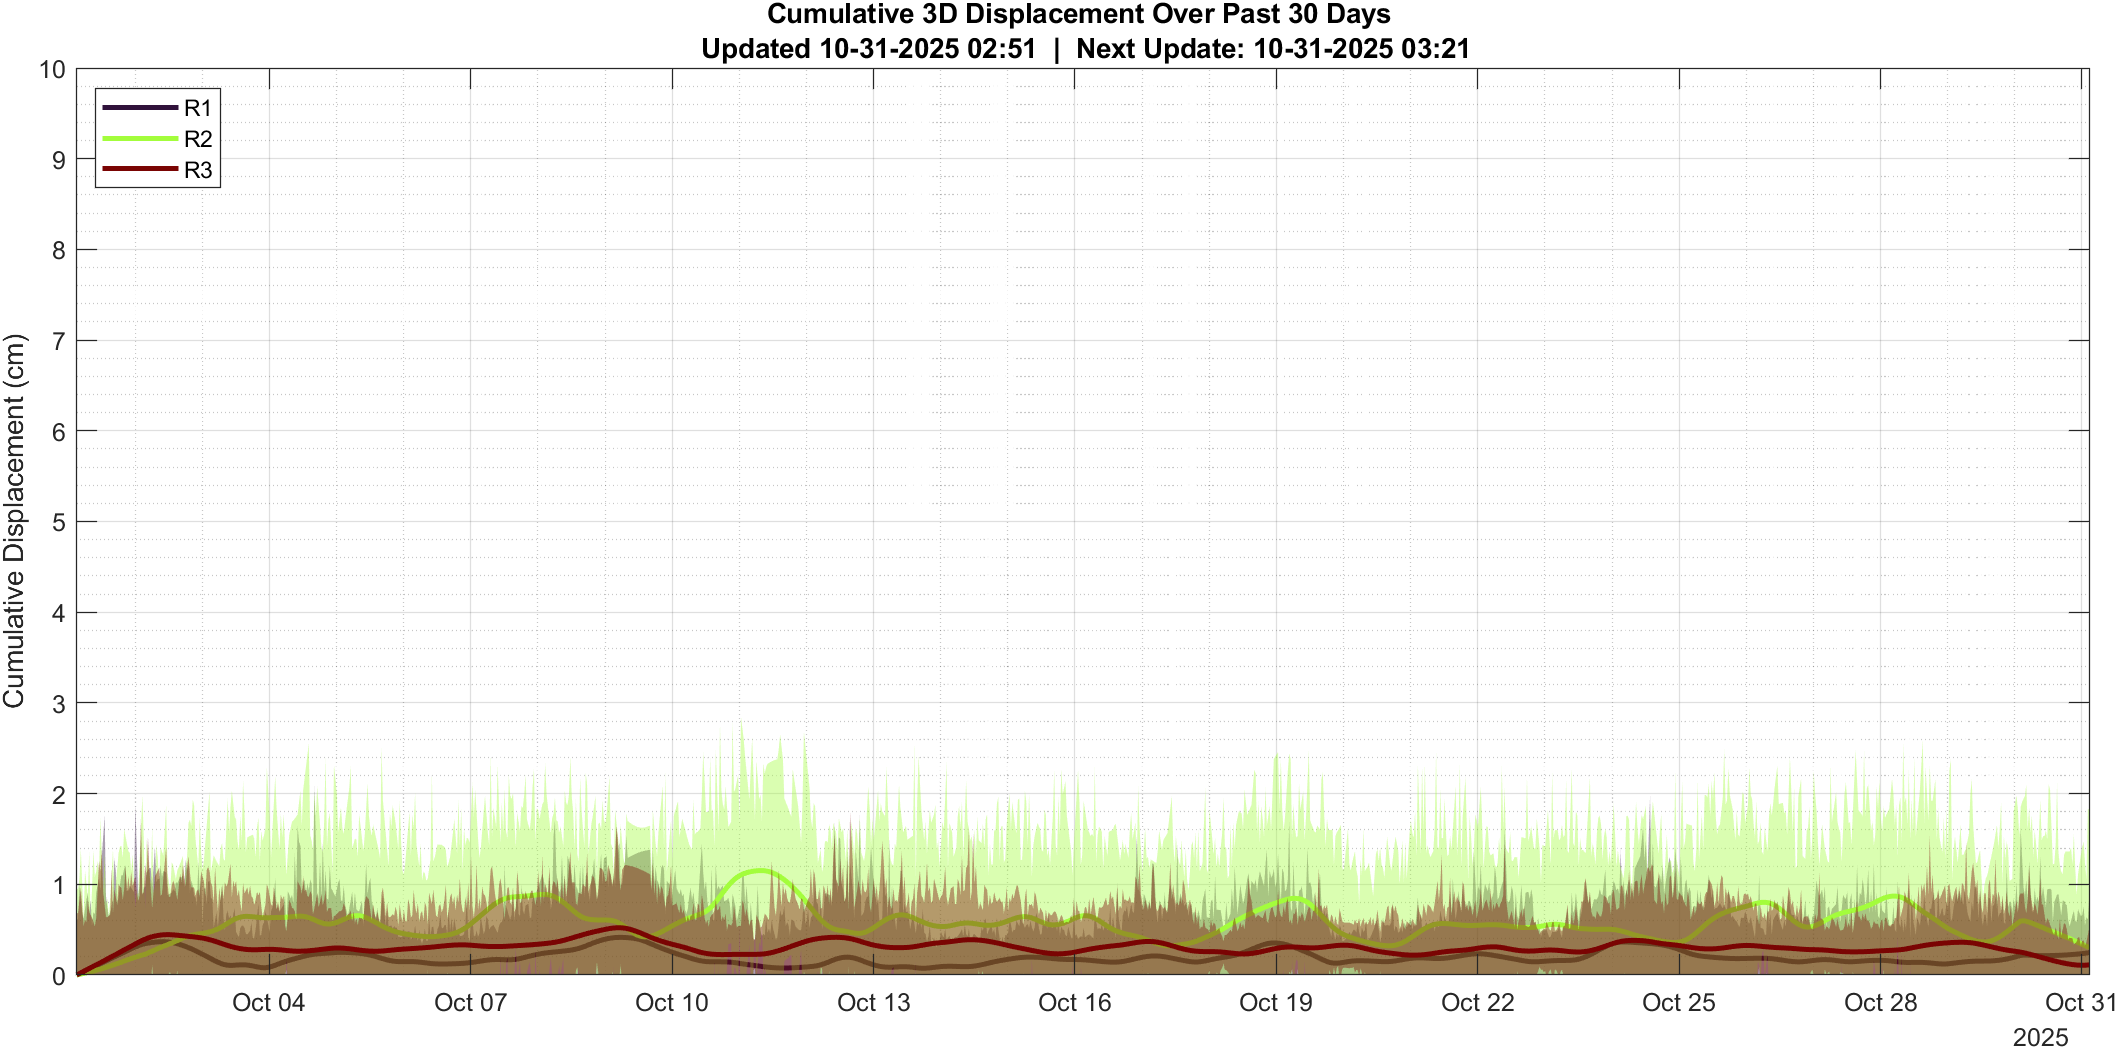 Cumulative 3D Displacement Over Past 30 Days
Updated 10-31-2025 02:51 | Next Update: 10-31-2025 03:21
Cumulative Displacement (cm)
10
9
8
7
6
5
4
3
2
1
0
R1
R2
R3
Oct 04 Oct 07 Oct 10 Oct 13 Oct 16 Oct 19 Oct 22 Oct 25 Oct 28 Oct 31
2025